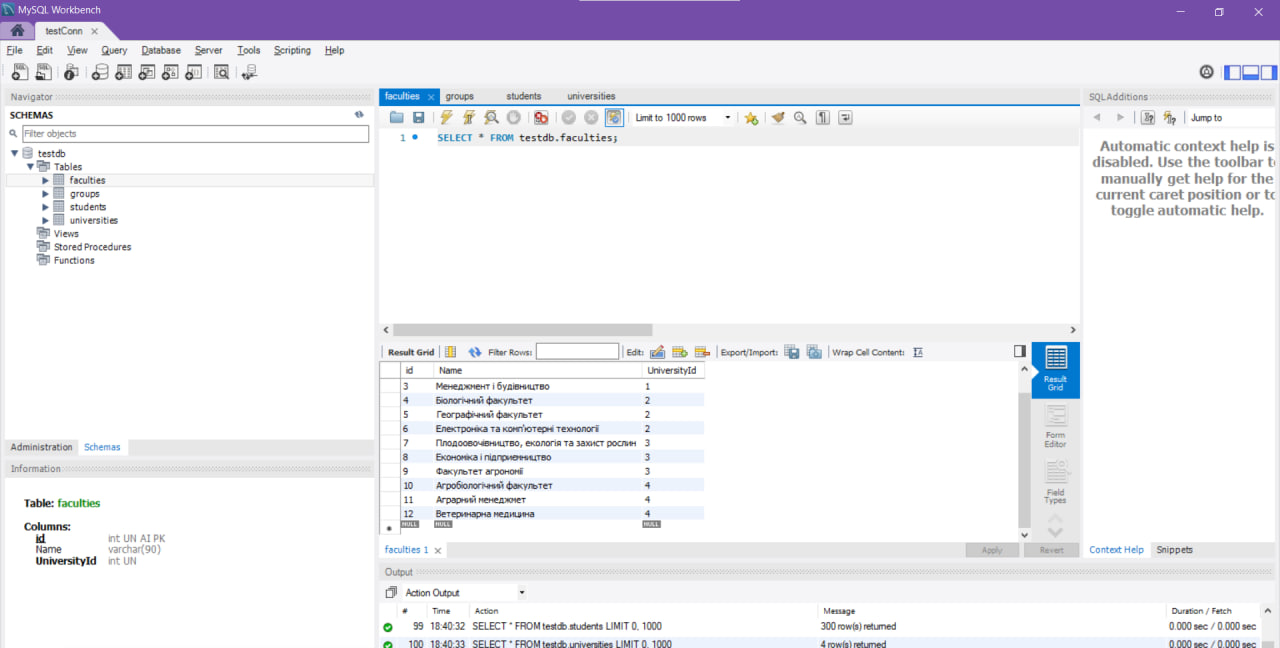 MySQL Workbench
testConn
File Edit View Query Database Server Tools Scripting Help
Navigator
SCHEMAS
Filter objects
testdb
Tables
faculties
groups
students
universities
Views
Stored Procedures
Functions
Administration Schemas
Information
Table: faculties
Columns:
id int UN AI PK
Name varchar(90)
UniversityId int UN
faculties groups students universities
Limit to 1000 rows
1 SELECT * FROM testdb.faculties;
Result Grid Filter Rows: Edit: Export/Import: Wrap Cell Content:
id Name UniversityId
3 Менеджмент і будівництво 1
4 Біологічний факультет 2
5 Географічний факультет 2
6 Електроніка та комп'ютерні технології 2
7 Плодоовочівництво, екологія та захист рослин 3
8 Економіка і підприємництво 3
9 Факультет агрономії 3
10 Агробіологічний факультет 4
11 Аграрний менеджмет 4
12 Ветеринарна медицина 4
NULL NULL NULL
Result
Grid
Form
Editor
Field
Types
faculties 1 Apply Revert
Output
Action Output
# Time Action Message Duration / Fetch
99 18:40:32 SELECT * FROM testdb.students LIMIT 0, 1000 300 row(s) returned 0.000 sec / 0.000 sec
100 18:40:33 SELECT * FROM testdb.universities LIMIT 0, 1000 4 row(s) returned 0.000 sec / 0.000 sec
SQLAdditions
Jump to
Automatic context help is
disabled. Use the toolbar t
manually get help for the
current caret position or to
toggle automatic help.
Context Help Snippets